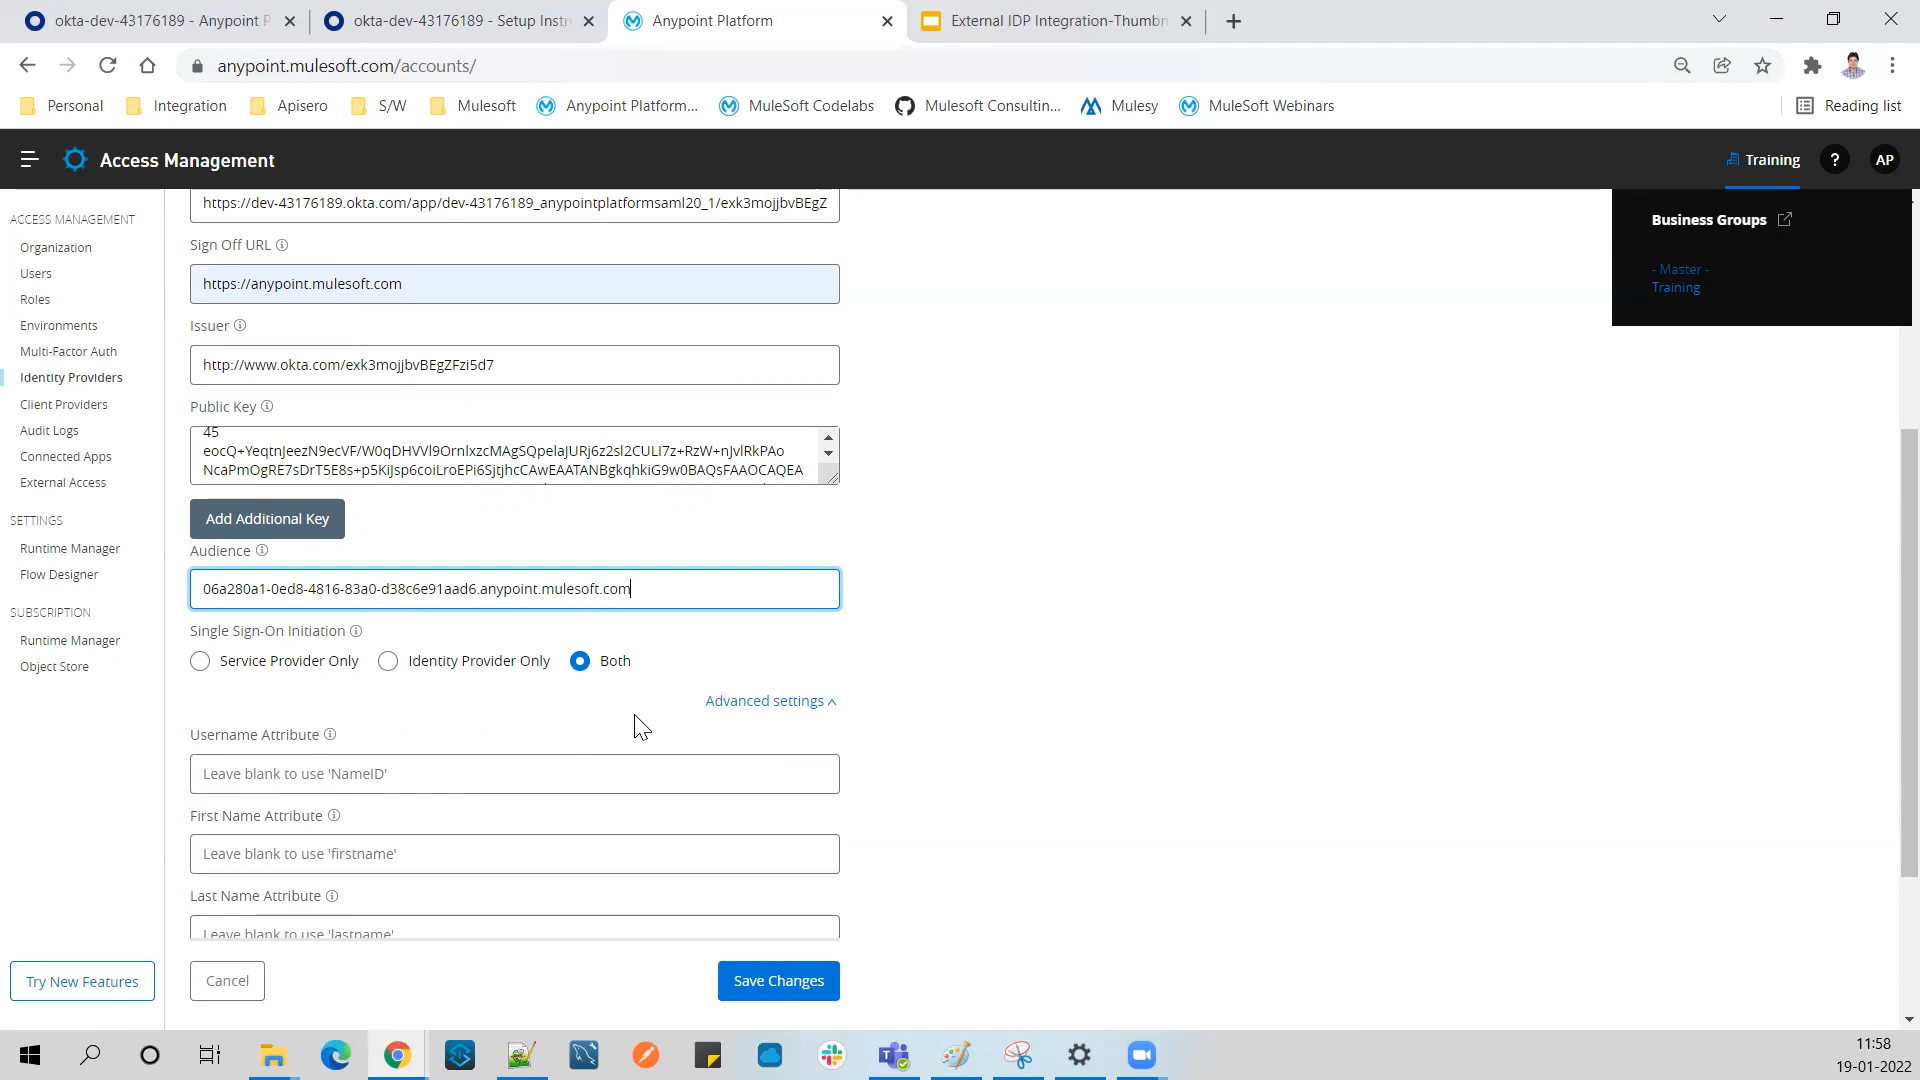 okta-dev-43176189 - Anypoint P
okta-dev-43176189 - Setup Instr
Anypoint Platform
External IDP Integration-Thumbn
anypoint.mulesoft.com/accounts/
Personal
Integration
Apisero
S/W
Mulesoft
Anypoint Platform...
MuleSoft Codelabs
Mulesoft Consultin...
Mulesy
MuleSoft Webinars
Reading list
Access Management
Training
?
AP
Business Groups
- Master -
Training
ACCESS MANAGEMENT
Organization
Users
Roles
Environments
Multi-Factor Auth
Identity Providers
Client Providers
Audit Logs
Connected Apps
External Access
SETTINGS
Runtime Manager
Flow Designer
SUBSCRIPTION
Runtime Manager
Object Store
Try New Features
https://dev-43176189.okta.com/app/dev-43176189_anypointplatformsaml20_1/exk3mojjbvBEgZ
Sign Off URL
https://anypoint.mulesoft.com
Issuer
http://www.okta.com/exk3mojjbvBEgZFzi5d7
Public Key
45
eocQ+YeqtnJeezN9ecVF/W0qDHVVl9OrnlxzcMAgSQpelaJURj6z2sl2CULI7z+RzW+nJvlRkPAo
NcaPmOgRE7sDrT5E8s+p5KiJsp6coiLroEPi6SjtjhcCAwEAATANBgkqhkiG9w0BAQsFAAOCAQEA
Add Additional Key
Audience
06a280a1-0ed8-4816-83a0-d38c6e91aad6.anypoint.mulesoft.com
Single Sign-On Initiation
Service Provider Only
Identity Provider Only
Both
Advanced settings
Username Attribute
Leave blank to use 'NameID'
First Name Attribute
Leave blank to use 'firstname'
Last Name Attribute
Leave blank to use 'lastname'
Cancel
Save Changes
11:58
19-01-2022